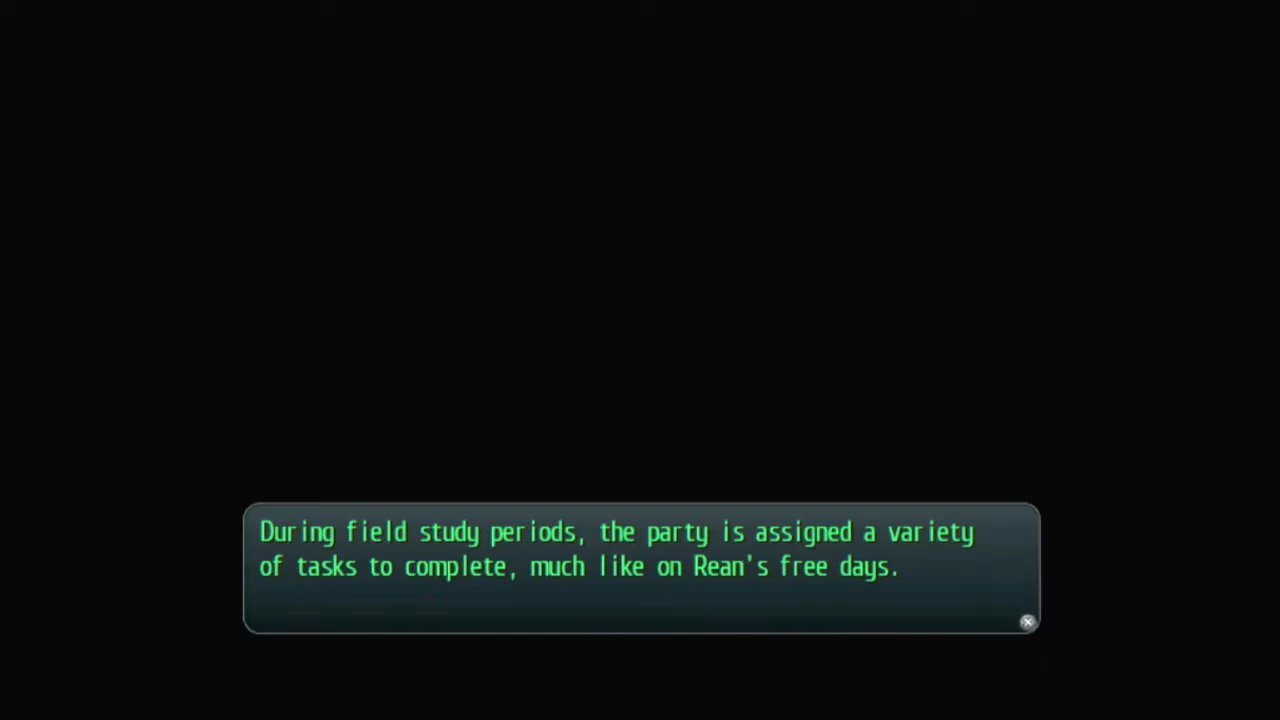 During field study periods, the party is assigned a variety
of tasks to complete, much like on Rean's free days.